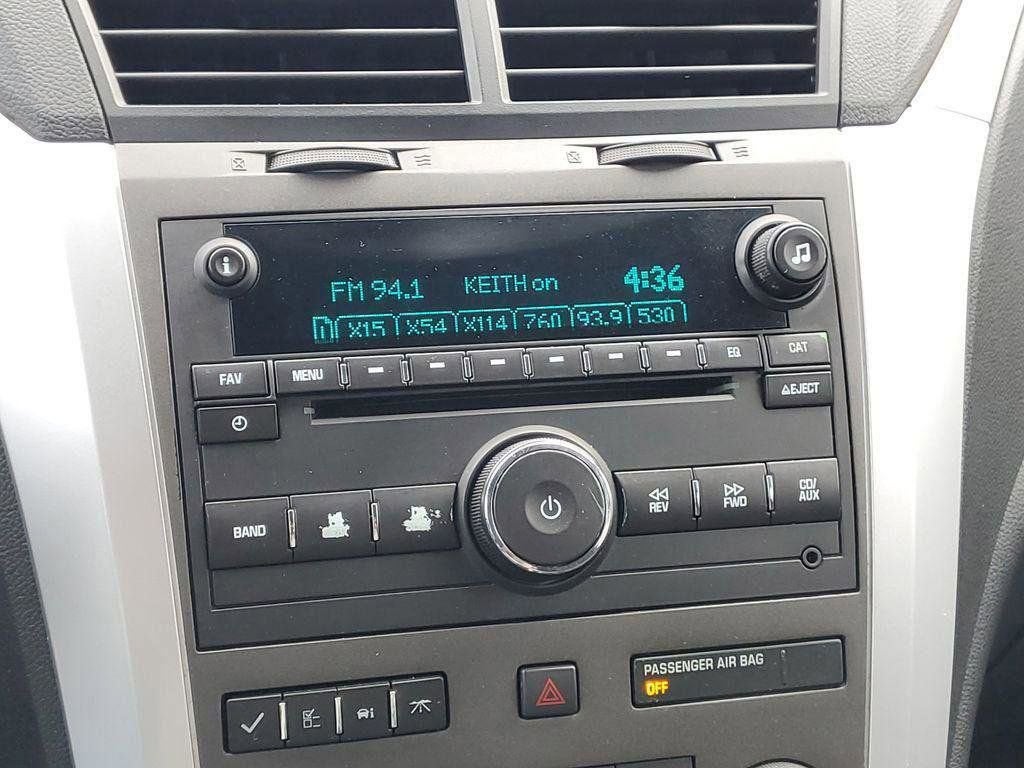 i
FM 94.1 KEITH on 4:36
X15 X54 X114 760 93.9 530
FAV MENU EQ CAT
EJECT
BAND REV FWD CD/AUX
PASSENGER AIR BAG
OFF